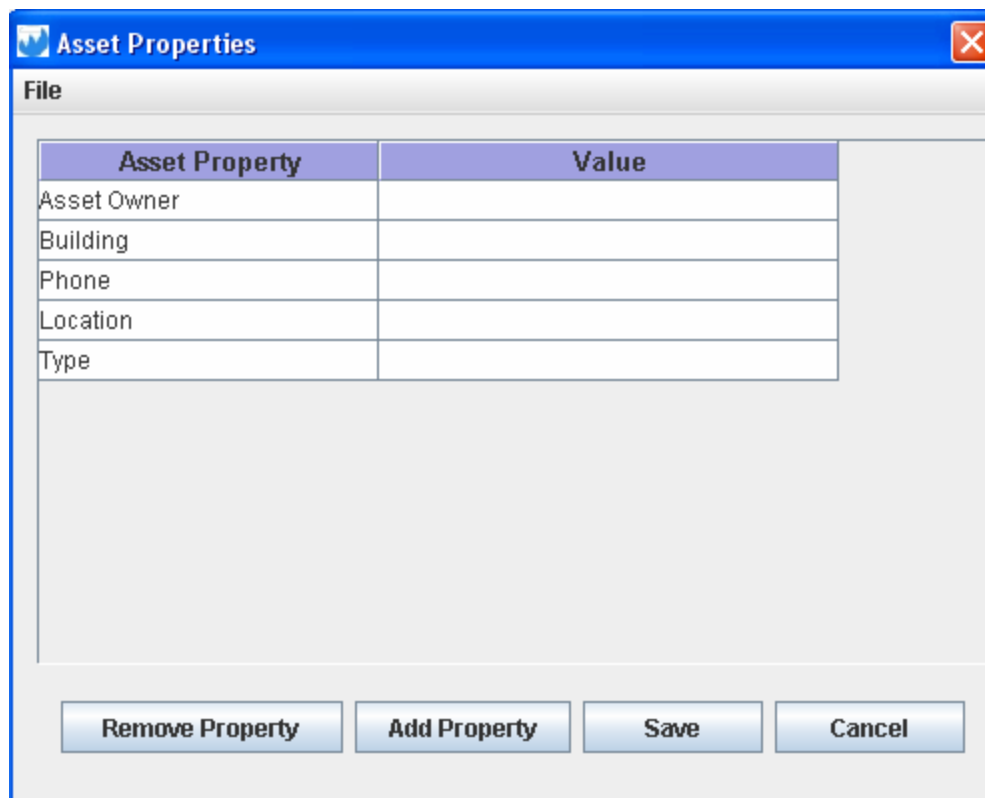 Asset Properties
File
Asset Property Value
Asset Owner
Building
Phone
Location
Type
Remove Property Add Property Save Cancel